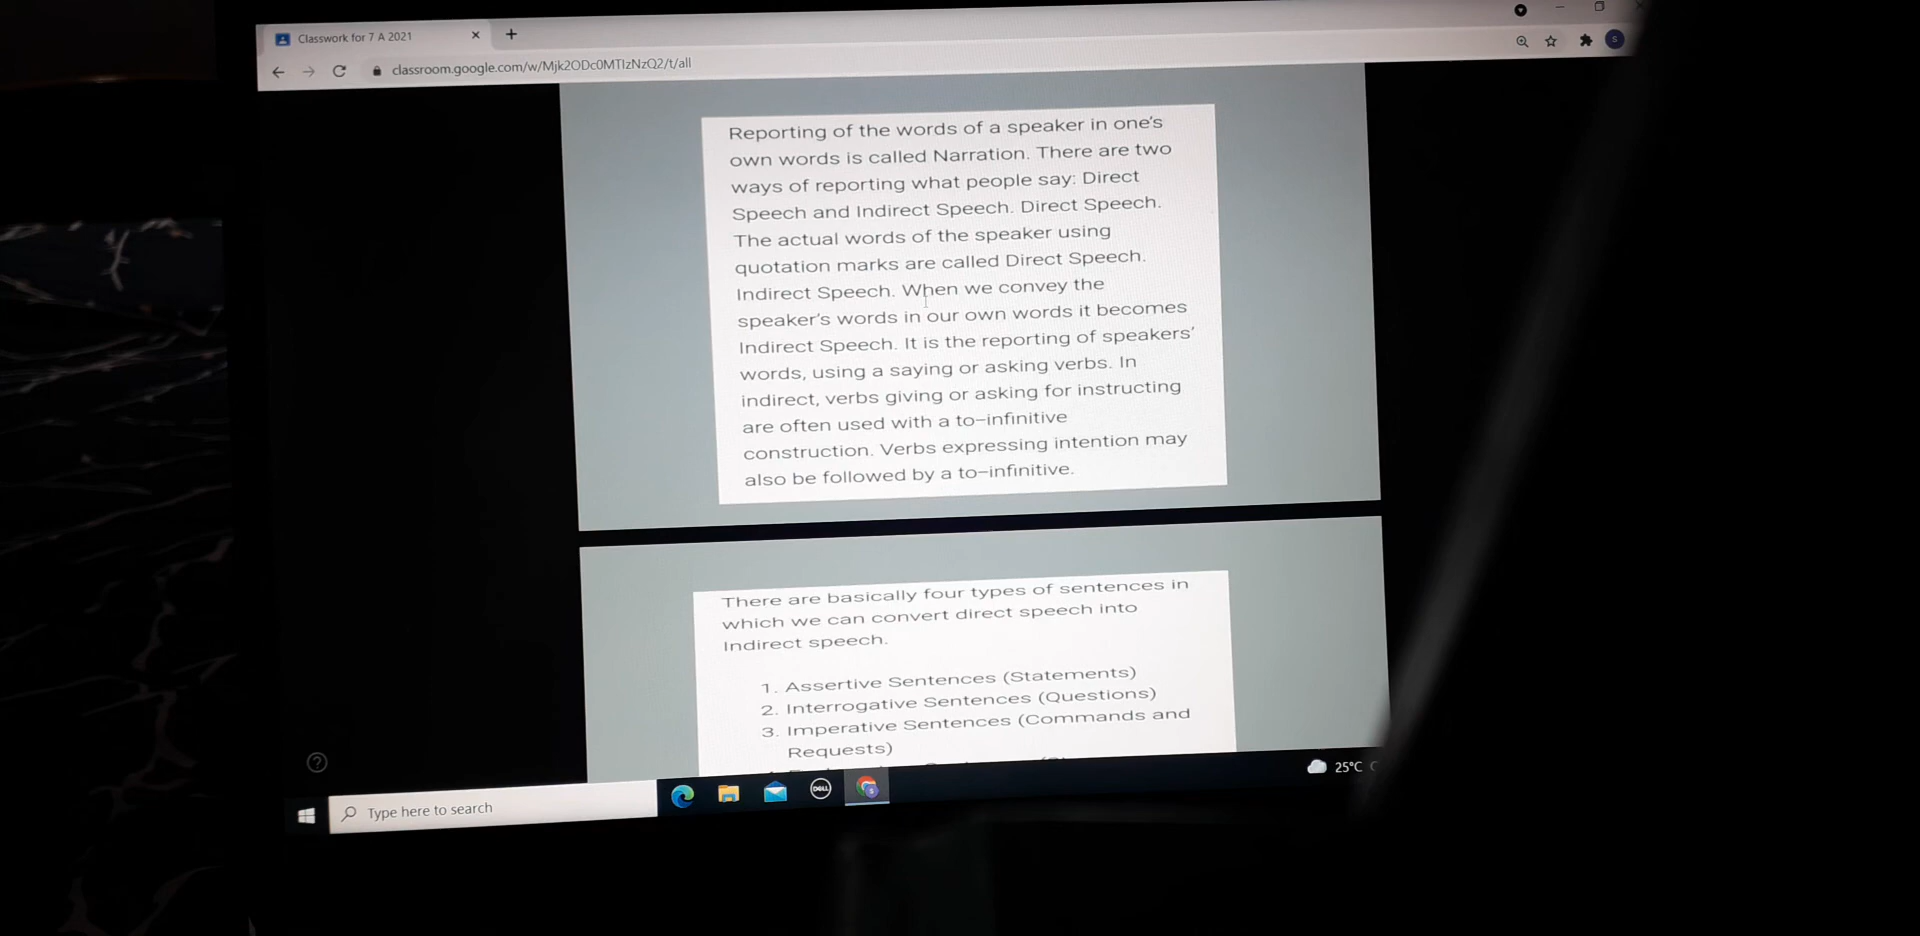 Classwork for 7 A 2021
classroom.google.com/w/Mjk2ODc0MTIzNzQ2/t/all
S
Reporting of the words of a speaker in one's
own words is called Narration. There are two
ways of reporting what people say: Direct
Speech and Indirect Speech. Direct Speech.
The actual words of the speaker using
quotation marks are called Direct Speech.
Indirect Speech. When we convey the
speaker's words in our own words it becomes
Indirect Speech. It is the reporting of speakers'
words, using a saying or asking verbs. In
indirect, verbs giving or asking for instructing
are often used with a to-infinitive
construction. Verbs expressing intention may
also be followed by a to-infinitive.
There are basically four types of sentences in
which we can convert direct speech into
Indirect speech.
1. Assertive Sentences (Statements)
2. Interrogative Sentences (Questions)
3. Imperative Sentences (Commands and
Requests)
Type here to search
DELL
25°C